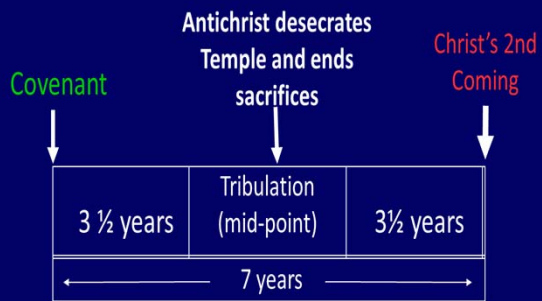 Antichrist desecrates
Temple and ends
sacrifices
Christ's 2nd
Coming
Covenant
3 ½ years
Tribulation
(mid-point)
3½ years
7 years